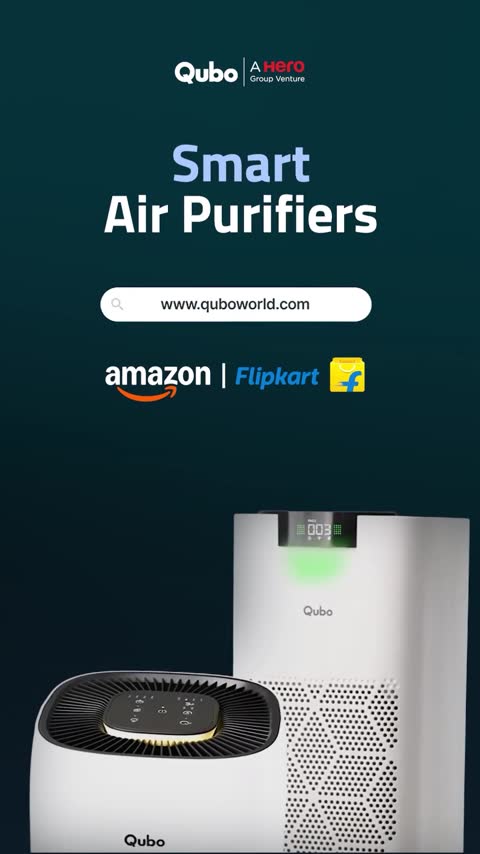 Qubo
A Hero
Group Venture
Smart
Air Purifiers
www.quboworld.com
amazon | Flipkart
003
Qubo
Qubo